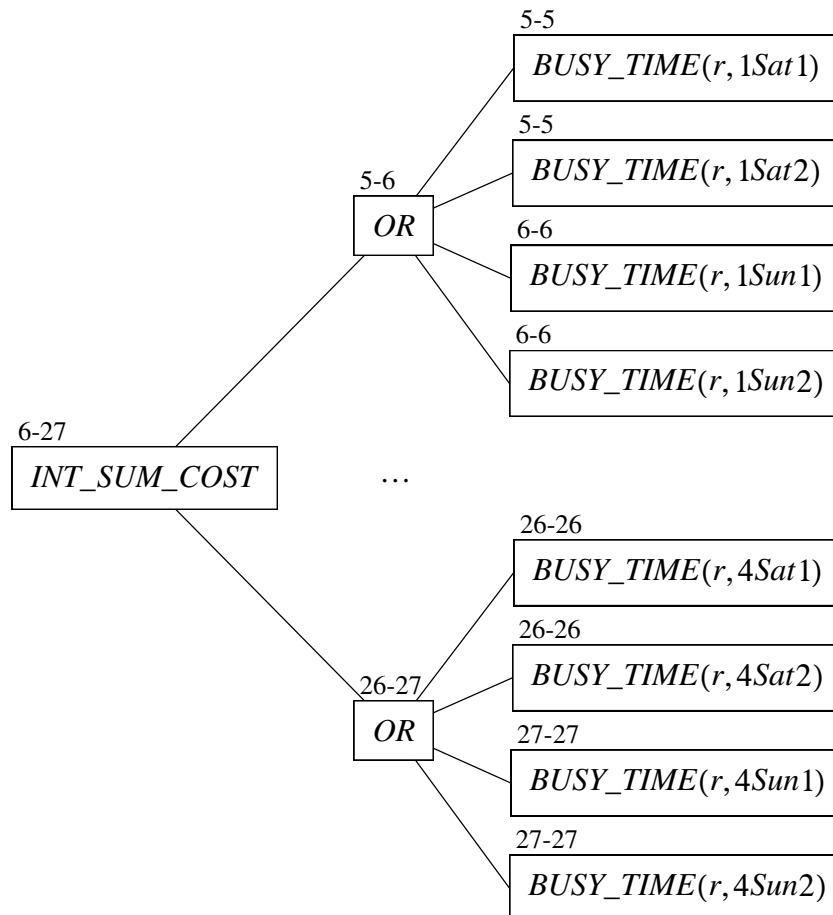 5-5
BUSY_TIME(r, 1Sat1)
5-5
BUSY_TIME(r, 1Sat2)
5-6
OR
6-6
BUSY_TIME(r, 1Sun1)
6-6
BUSY_TIME(r, 1Sun2)
6-27
INT_SUM_COST
...
26-26
BUSY_TIME(r, 4Sat1)
26-26
BUSY_TIME(r, 4Sat2)
26-27
OR
27-27
BUSY_TIME(r, 4Sun1)
27-27
BUSY_TIME(r, 4Sun2)